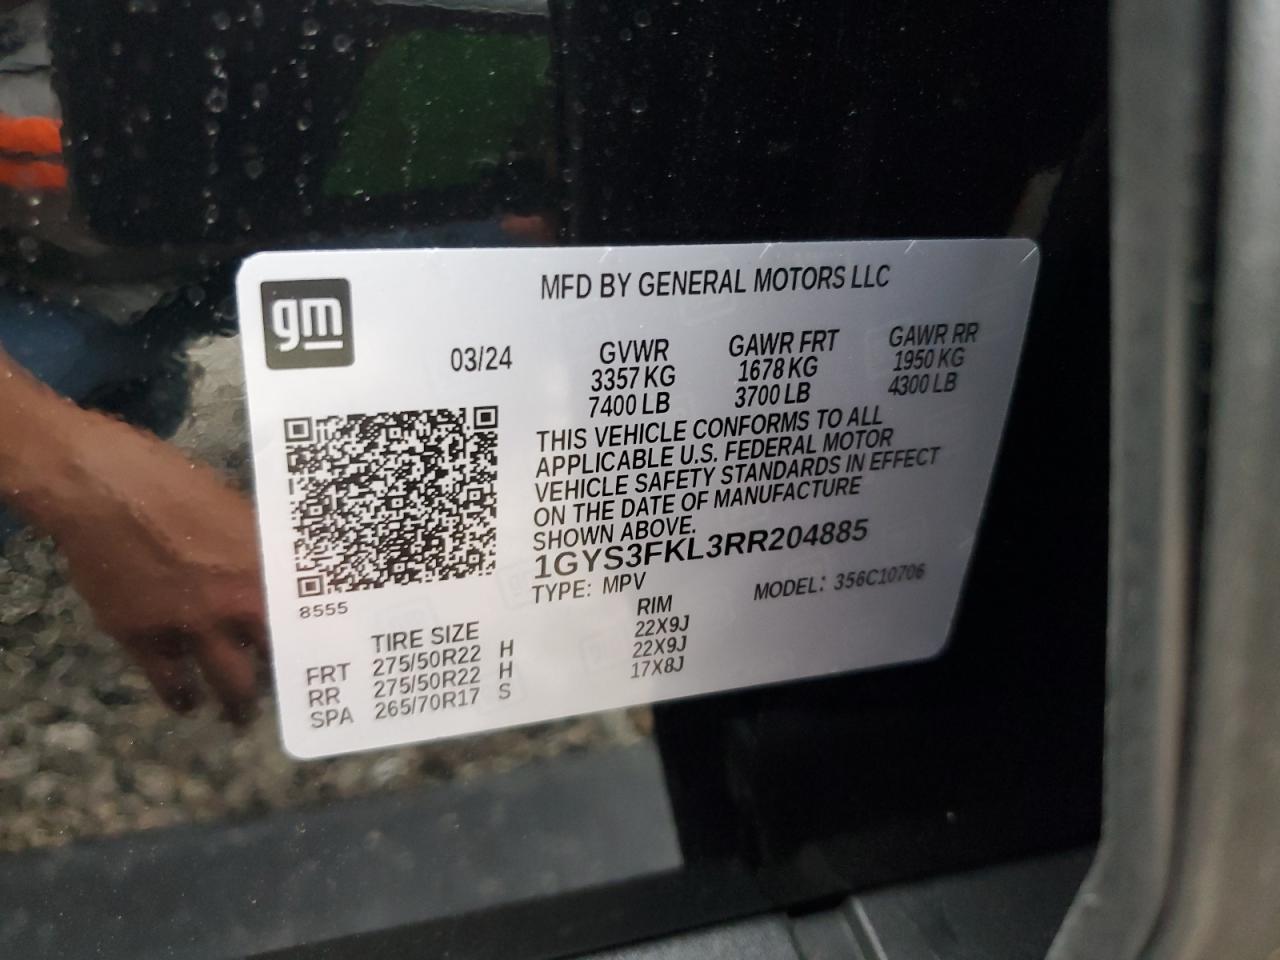 gm
MFD BY GENERAL MOTORS LLC
03/24
GVWR GAWR FRT GAWR RR
3357 KG 1678 KG 1950 KG
7400 LB 3700 LB 4300 LB
THIS VEHICLE CONFORMS TO ALL
APPLICABLE U.S. FEDERAL MOTOR
VEHICLE SAFETY STANDARDS IN EFFECT
ON THE DATE OF MANUFACTURE
SHOWN ABOVE.
1GYS3FKL3RR204885
TYPE: MPV MODEL: 356C10706
8555
TIRE SIZE RIM
FRT 275/50R22 H 22X9J
RR 275/50R22 H 22X9J
SPA 265/70R17 S 17X8J